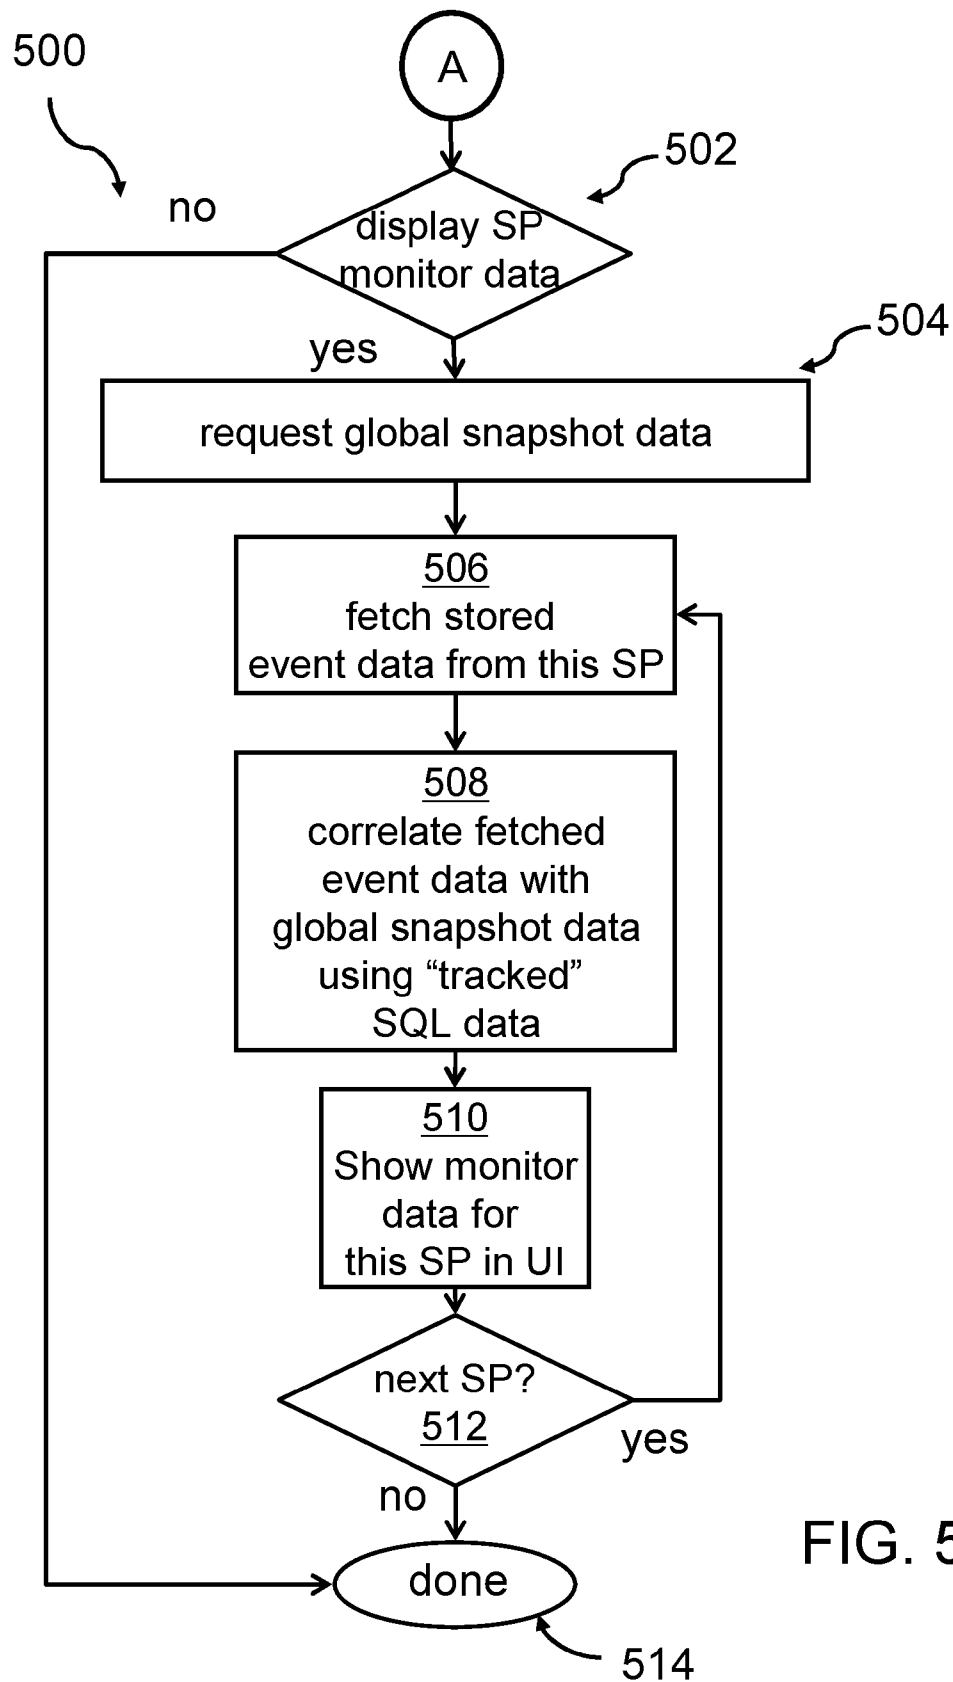 500
A
502
no
display SP
monitor data
yes
504
request global snapshot data
506
fetch stored
event data from this SP
508
correlate fetched
event data with
global snapshot data
using “tracked”
SQL data
510
Show monitor
data for
this SP in UI
next SP?
512
yes
no
FIG. 5
done
514